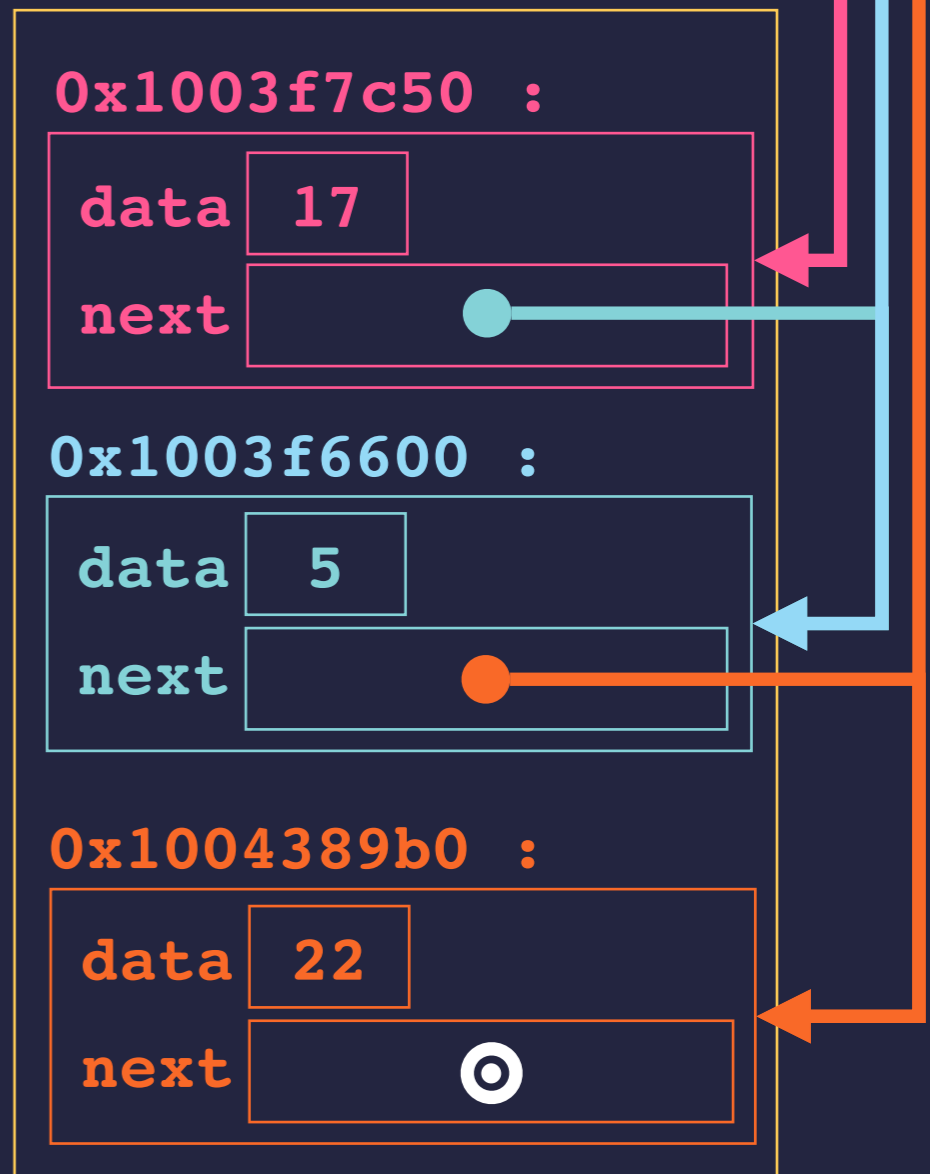 0x1003f7c50 :
data 17
next
0x1003f6600 :
data 5
next
0x1004389b0 :
data 22
next